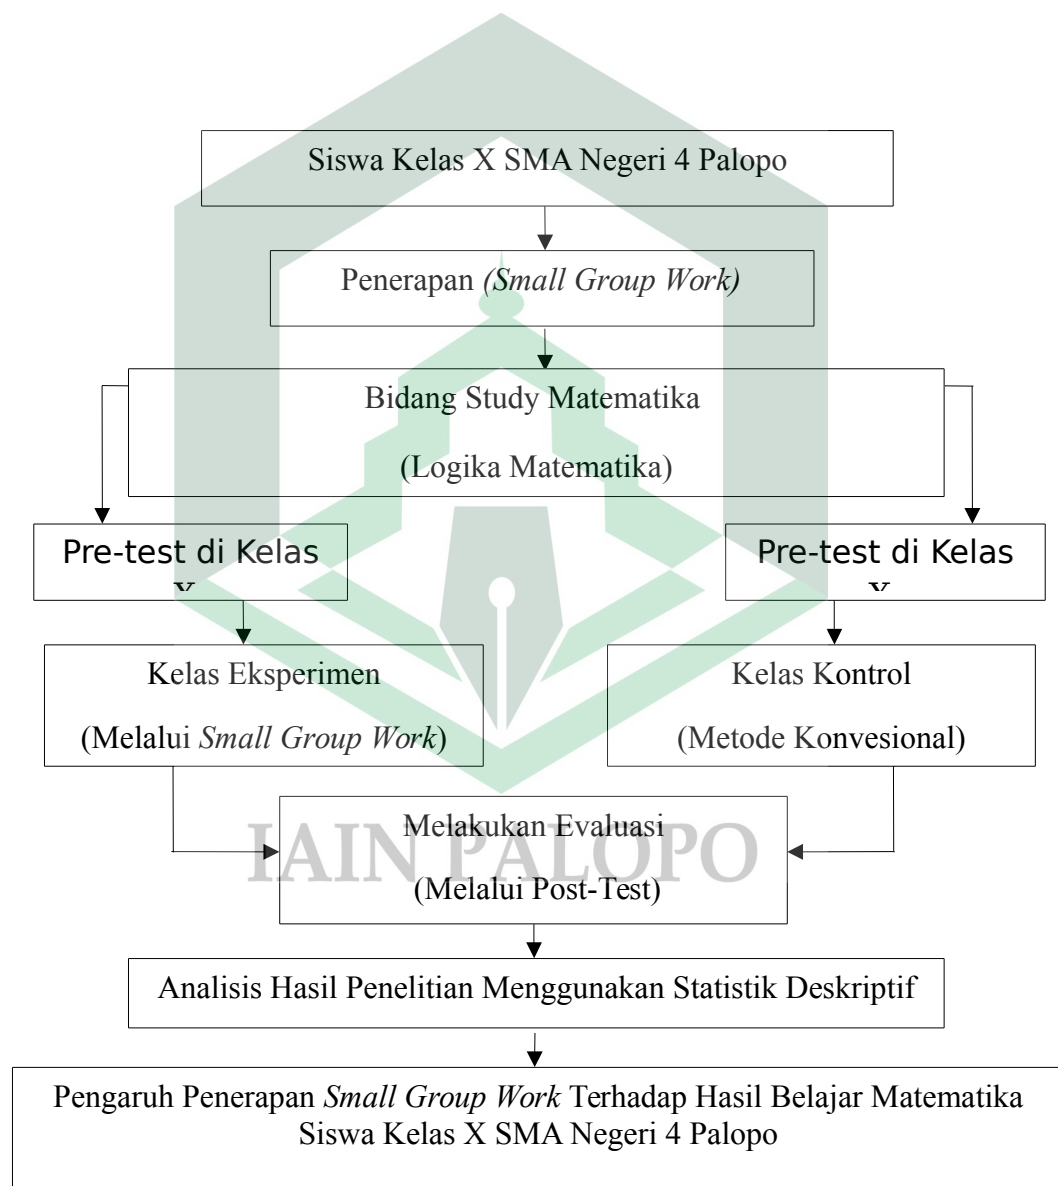 Siswa Kelas X SMA Negeri 4 Palopo
Penerapan (Small Group Work)
Bidang Study Matematika
(Logika Matematika)
Pre-test di Kelas
Pre-test di Kelas
Kelas Eksperimen
(Melalui Small Group Work)
Kelas Kontrol
(Metode Konvesional)
Melakukan Evaluasi
IAIN PALOPO
(Melalui Post-Test)
Analisis Hasil Penelitian Menggunakan Statistik Deskriptif
Pengaruh Penerapan Small Group Work Terhadap Hasil Belajar Matematika
Siswa Kelas X SMA Negeri 4 Palopo